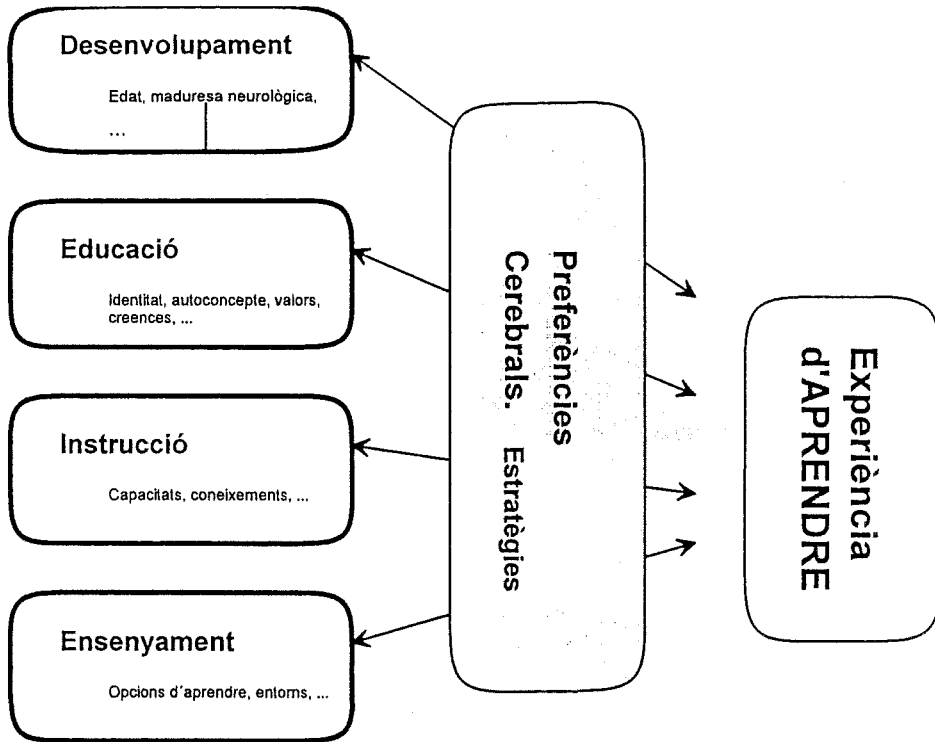 Desenvolupament
Edat, maduresa neurològica,
...
Educació
Identitat, autoconcepte, valors,
creences, ...
Instrucció
Capacitats, coneixements, ...
Ensenyament
Opcions d´aprendre, entorns, ...
Preferències
Cerebrals. Estratègies
Experiència
d'APRENDRE